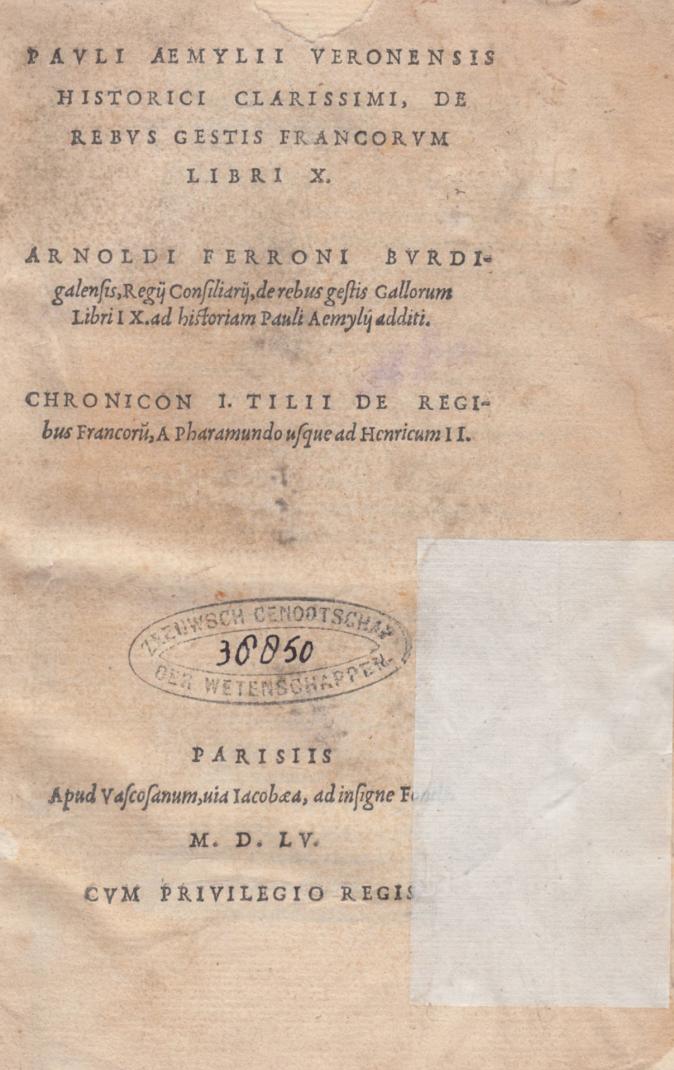 PAVLI AEMYLII VERONENSIS
HISTORICI CLARISSIMI, DE
REBVS GESTIS FRANCORVM
LIBRI X.
ARNOLDI FERRONI BVRDI-
galenſis, Regij Conſiliarij, de rebus geſtis Gallorum
Libri IX. ad hiſtoriam Pauli Aemylij additi.
CHRONICON I. TILII DE REGI-
bus Francorũ, A Pharamundo uſque ad Henricum II.
ZEEUWSCH GENOOTSCHAP
36850
DER WETENSCHAPPEN.
PARISIIS
Apud Vaſcoſanum, uia Iacobæa, ad inſigne
M. D. LV.
CVM PRIVILEGIO REGIS